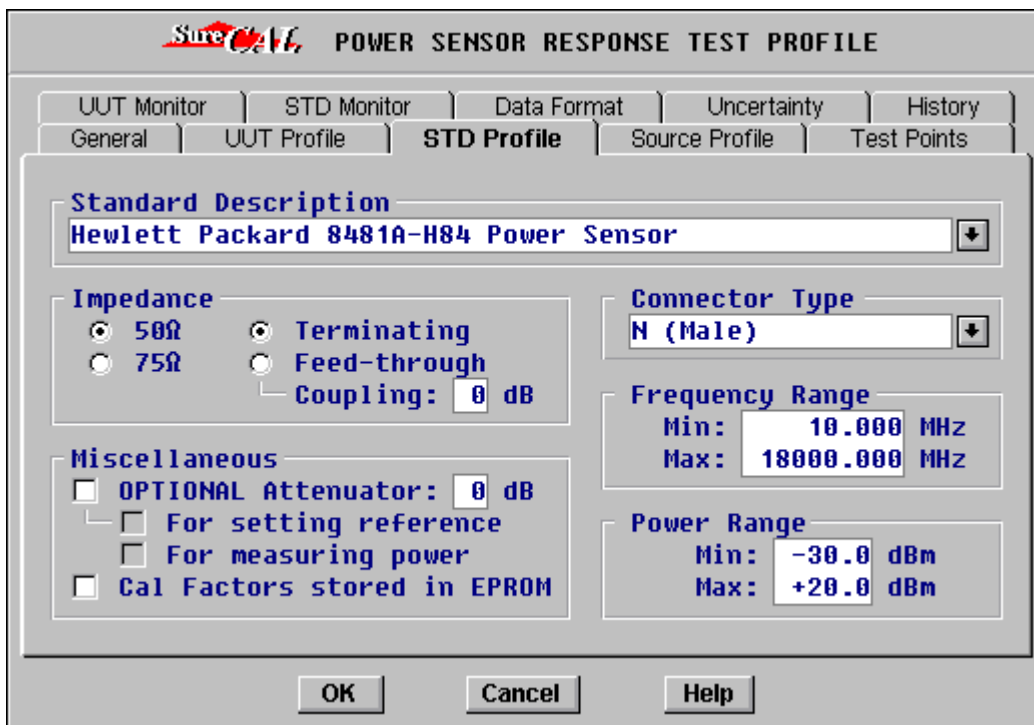 SureCAL POWER SENSOR RESPONSE TEST PROFILE
UUT Monitor STD Monitor Data Format Uncertainty History
General UUT Profile STD Profile Source Profile Test Points
Standard Description
Hewlett Packard 8481A-H84 Power Sensor
Impedance
50Ω Terminating
75Ω Feed-through
Coupling: 0 dB
Connector Type
N (Male)
Frequency Range
Min: 10.000 MHz
Max: 18000.000 MHz
Miscellaneous
OPTIONAL Attenuator: 0 dB
For setting reference
For measuring power
Cal Factors stored in EPROM
Power Range
Min: -30.0 dBm
Max: +20.0 dBm
OK Cancel Help